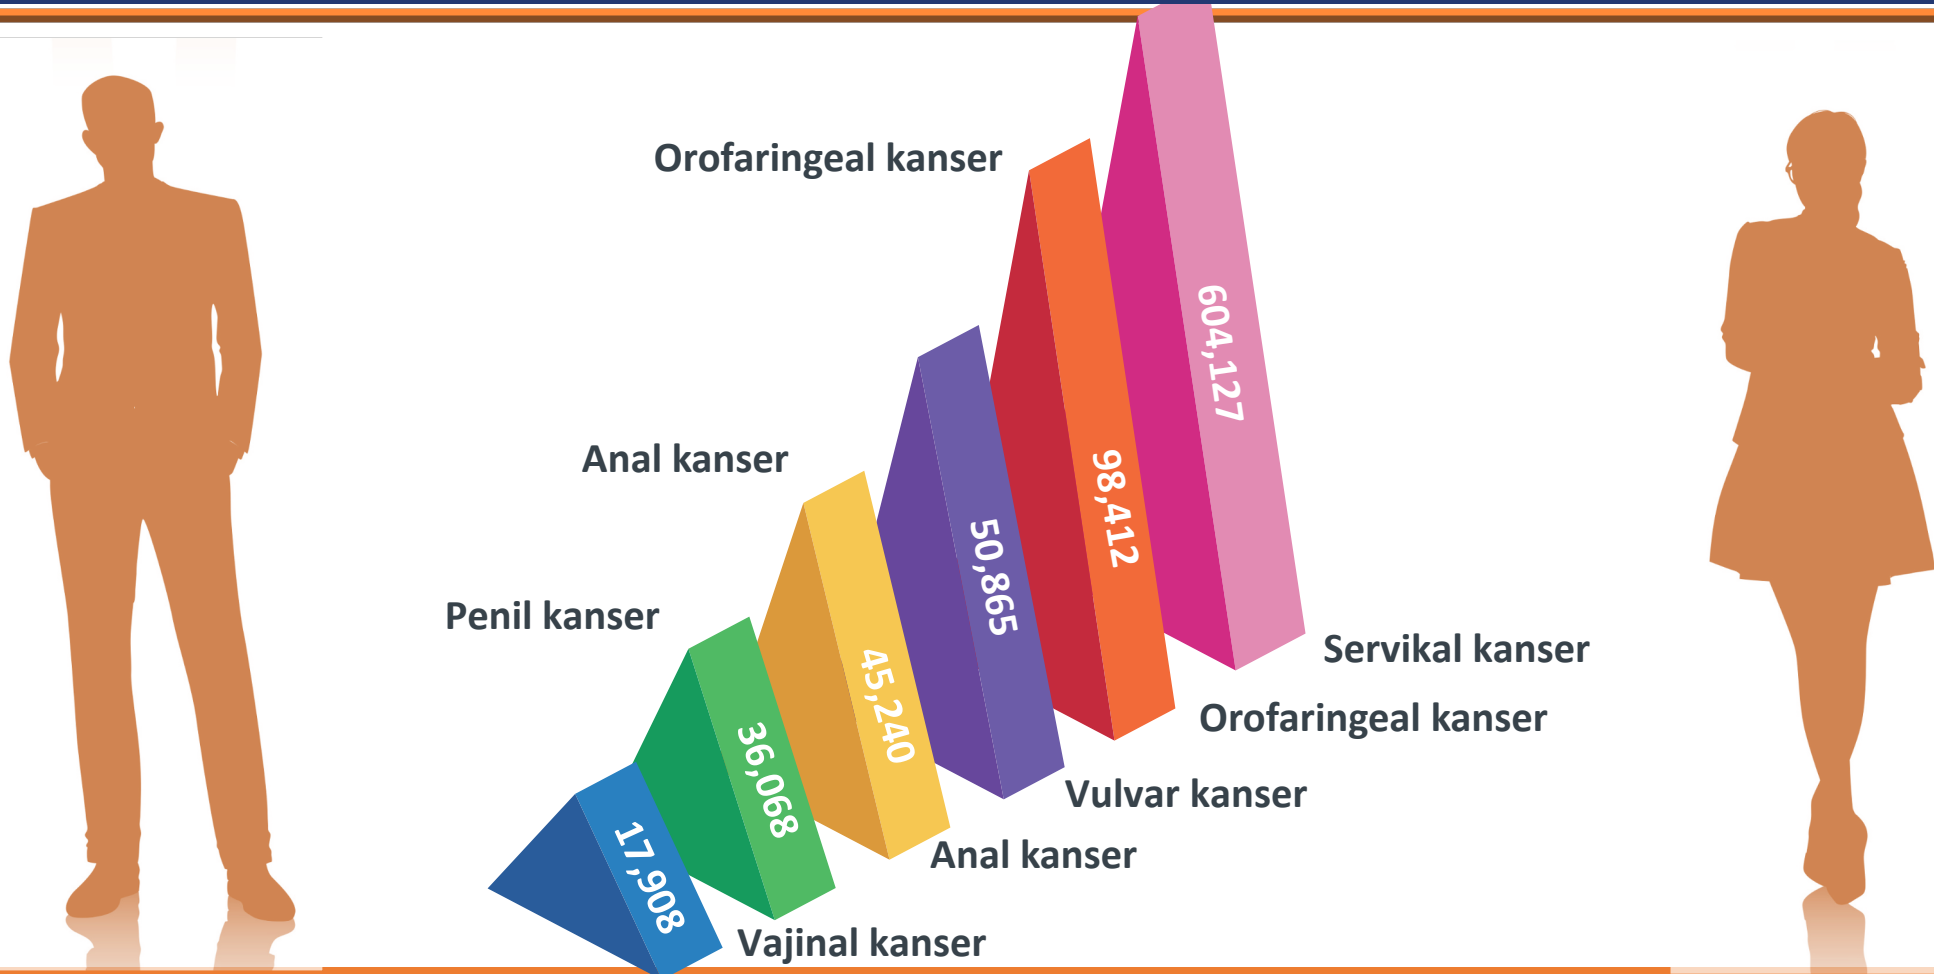 Orofaringeal kanser
604,127
98,412
Anal kanser
50,865
Penil kanser
45,240
Servikal kanser
Orofaringeal kanser
36,068
Vulvar kanser
Anal kanser
17,908
Vajinal kanser